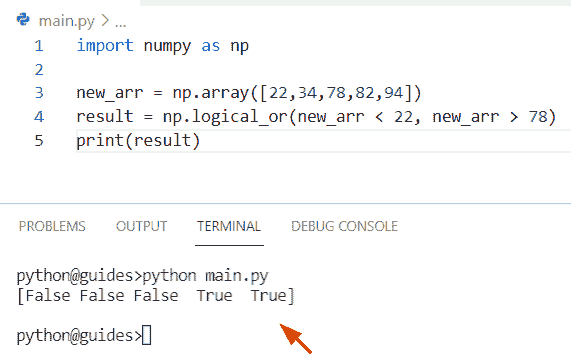 main.py > ...
1 import numpy as np
2
3 new_arr = np.array([22,34,78,82,94])
4 result = np.logical_or(new_arr < 22, new_arr > 78)
5 print(result)
PROBLEMS OUTPUT TERMINAL DEBUG CONSOLE
python@guides>python main.py
[False False False  True  True]
python@guides>